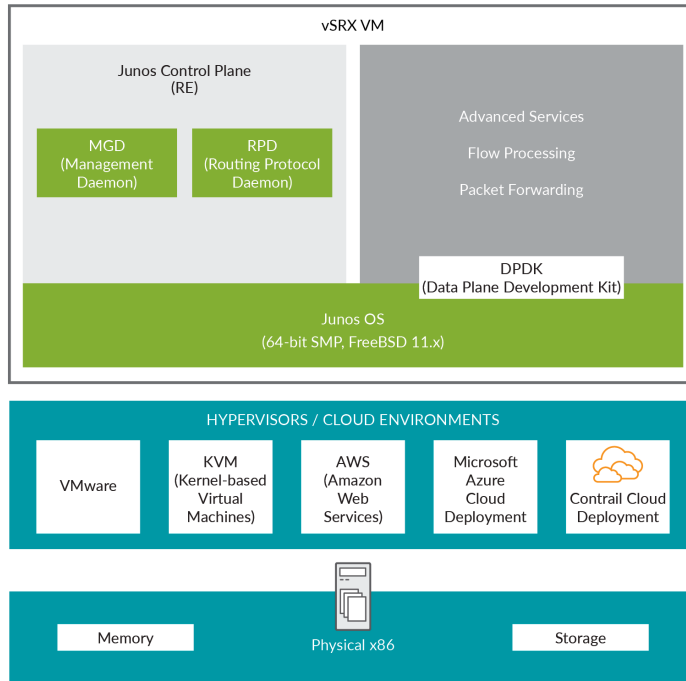 vSRX VM
Junos Control Plane
(RE)
MGD
(Management
Daemon)
RPD
(Routing Protocol
Daemon)
Advanced Services
Flow Processing
Packet Forwarding
DPDK
(Data Plane Development Kit)
Junos OS
(64-bit SMP, FreeBSD 11.x)
HYPERVISORS / CLOUD ENVIRONMENTS
VMware
KVM
(Kernel-based
Virtual
Machines)
AWS
(Amazon
Web
Services)
Microsoft
Azure
Cloud
Deployment
Contrail Cloud
Deployment
Memory
Physical x86
Storage